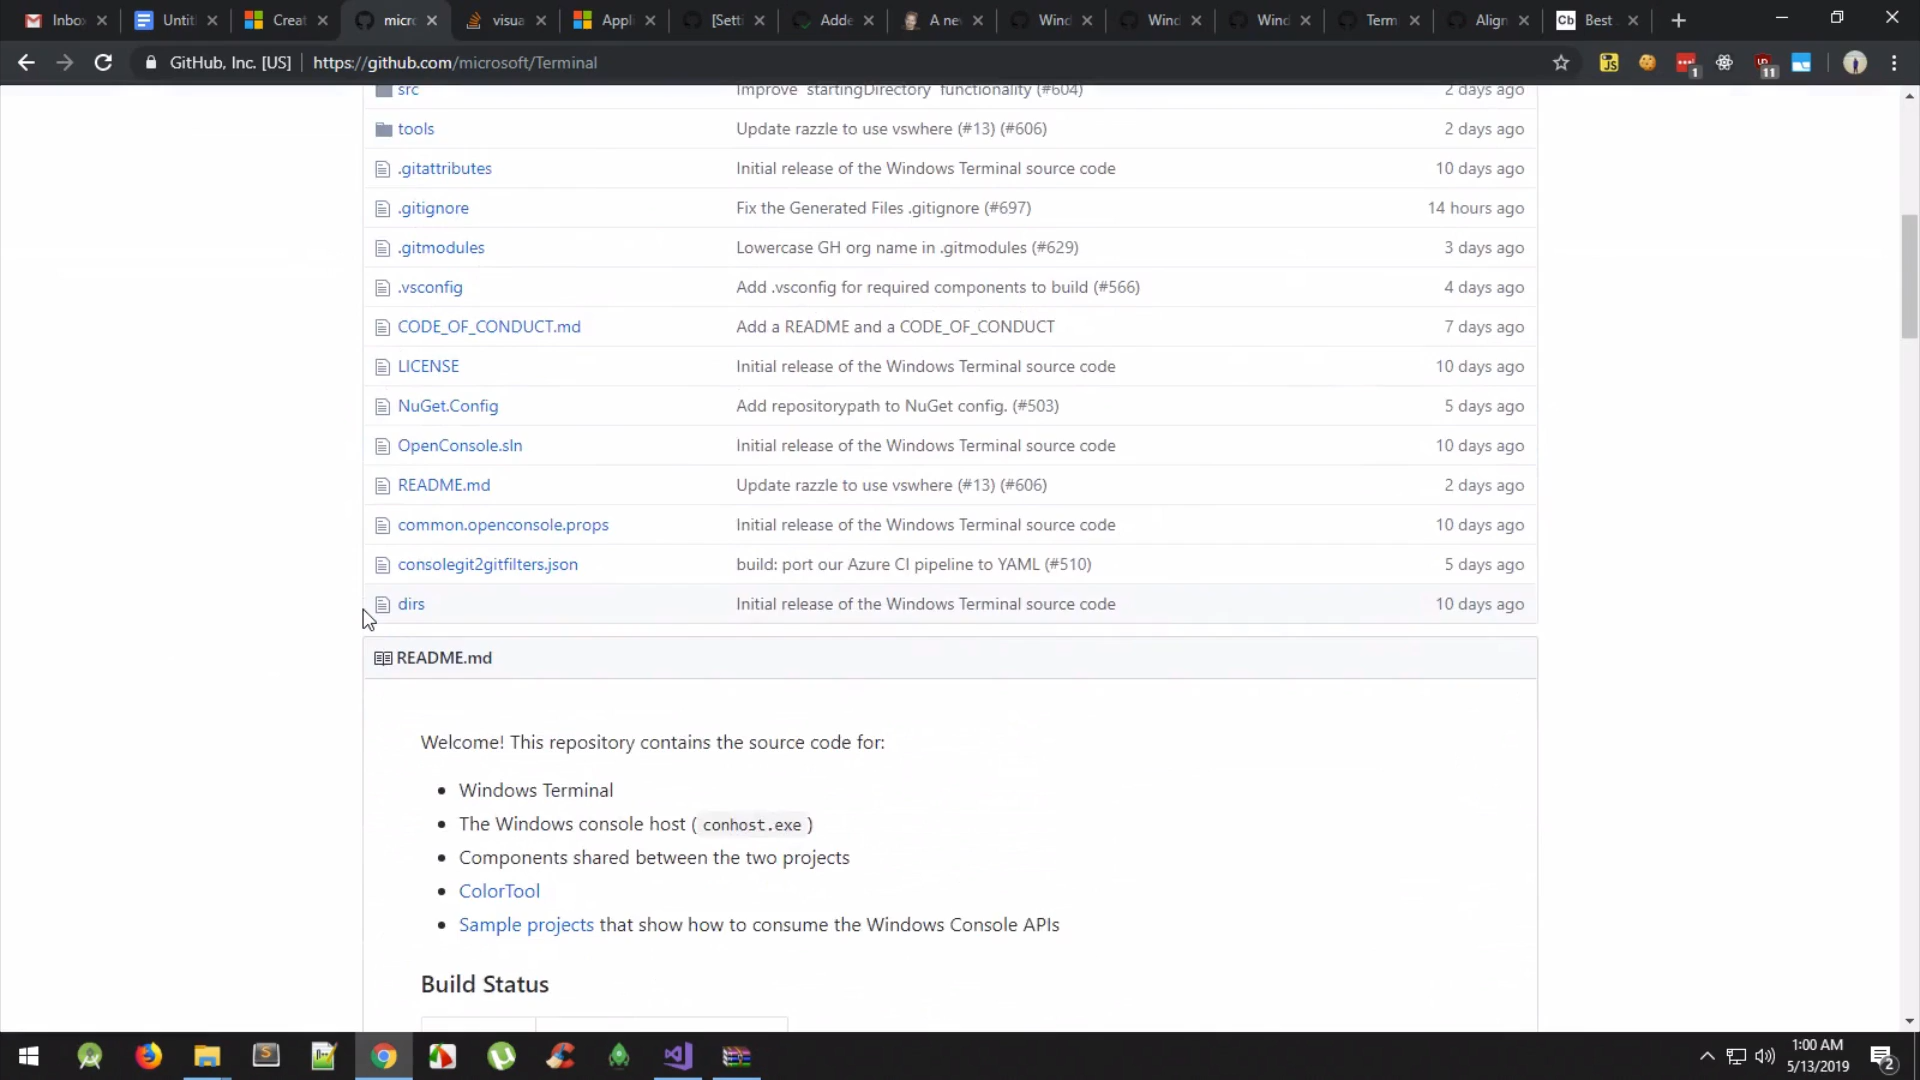 Inbox
Untit
Creat
micro
visua
Appli
[Setti
Adde
A ne
Wind
Wind
Wind
Term
Align
Cb Best
GitHub, Inc. [US] https://github.com/microsoft/Terminal
JS 1 11
src Improve startingDirectory functionality (#604) 2 days ago
tools Update razzle to use vswhere (#13) (#606) 2 days ago
.gitattributes Initial release of the Windows Terminal source code 10 days ago
.gitignore Fix the Generated Files .gitignore (#697) 14 hours ago
.gitmodules Lowercase GH org name in .gitmodules (#629) 3 days ago
.vsconfig Add .vsconfig for required components to build (#566) 4 days ago
CODE_OF_CONDUCT.md Add a README and a CODE_OF_CONDUCT 7 days ago
LICENSE Initial release of the Windows Terminal source code 10 days ago
NuGet.Config Add repositorypath to NuGet config. (#503) 5 days ago
OpenConsole.sln Initial release of the Windows Terminal source code 10 days ago
README.md Update razzle to use vswhere (#13) (#606) 2 days ago
common.openconsole.props Initial release of the Windows Terminal source code 10 days ago
consolegit2gitfilters.json build: port our Azure CI pipeline to YAML (#510) 5 days ago
dirs Initial release of the Windows Terminal source code 10 days ago
README.md
Welcome! This repository contains the source code for:
• Windows Terminal
• The Windows console host ( conhost.exe )
• Components shared between the two projects
• ColorTool
• Sample projects that show how to consume the Windows Console APIs
Build Status
1:00 AM
5/13/2019
2